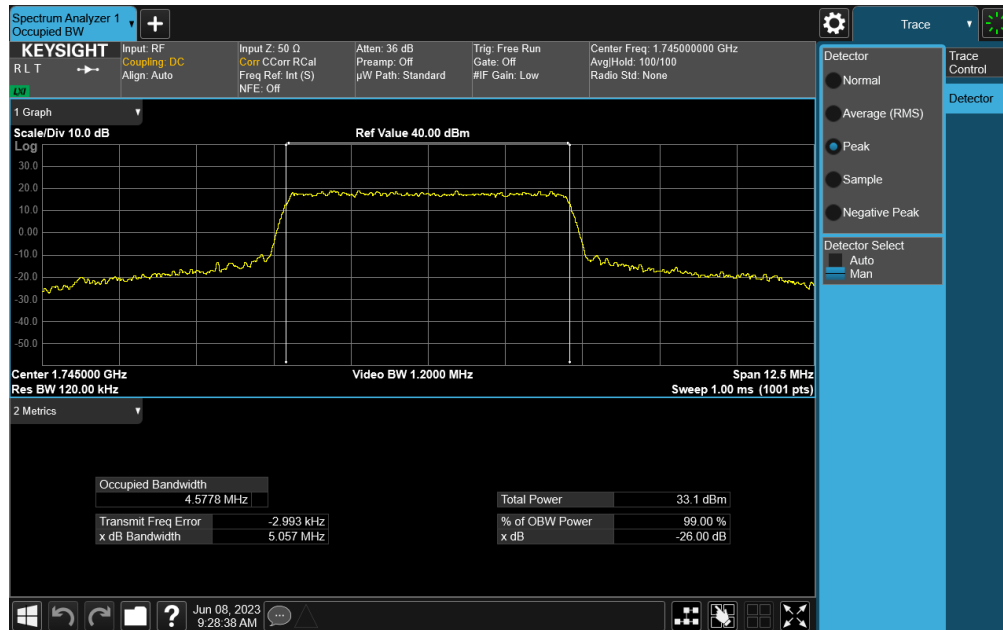 Spectrum Analyzer 1
Occupied BW
Trace
KEYSIGHT
R L T
LXI
Input: RF
Coupling: DC
Align: Auto
Input Z: 50 Ω
Corr CCorr RCal
Freq Ref: Int (S)
NFE: Off
Atten: 36 dB
Preamp: Off
µW Path: Standard
Trig: Free Run
Gate: Off
#IF Gain: Low
Center Freq: 1.745000000 GHz
Avg|Hold: 100/100
Radio Std: None
1 Graph
Scale/Div 10.0 dB
Ref Value 40.00 dBm
Log
30.0
20.0
10.0
0.00
-10.0
-20.0
-30.0
-40.0
-50.0
Center 1.745000 GHz
Video BW 1.2000 MHz
Span 12.5 MHz
Res BW 120.00 kHz
Sweep 1.00 ms (1001 pts)
2 Metrics
Occupied Bandwidth
4.5778 MHz
Total Power 33.1 dBm
Transmit Freq Error -2.993 kHz
% of OBW Power 99.00 %
x dB Bandwidth 5.057 MHz
x dB -26.00 dB
Jun 08, 2023
9:28:38 AM
Detector
Normal
Average (RMS)
Peak
Sample
Negative Peak
Detector Select
Auto
Man
Trace
Control
Detector